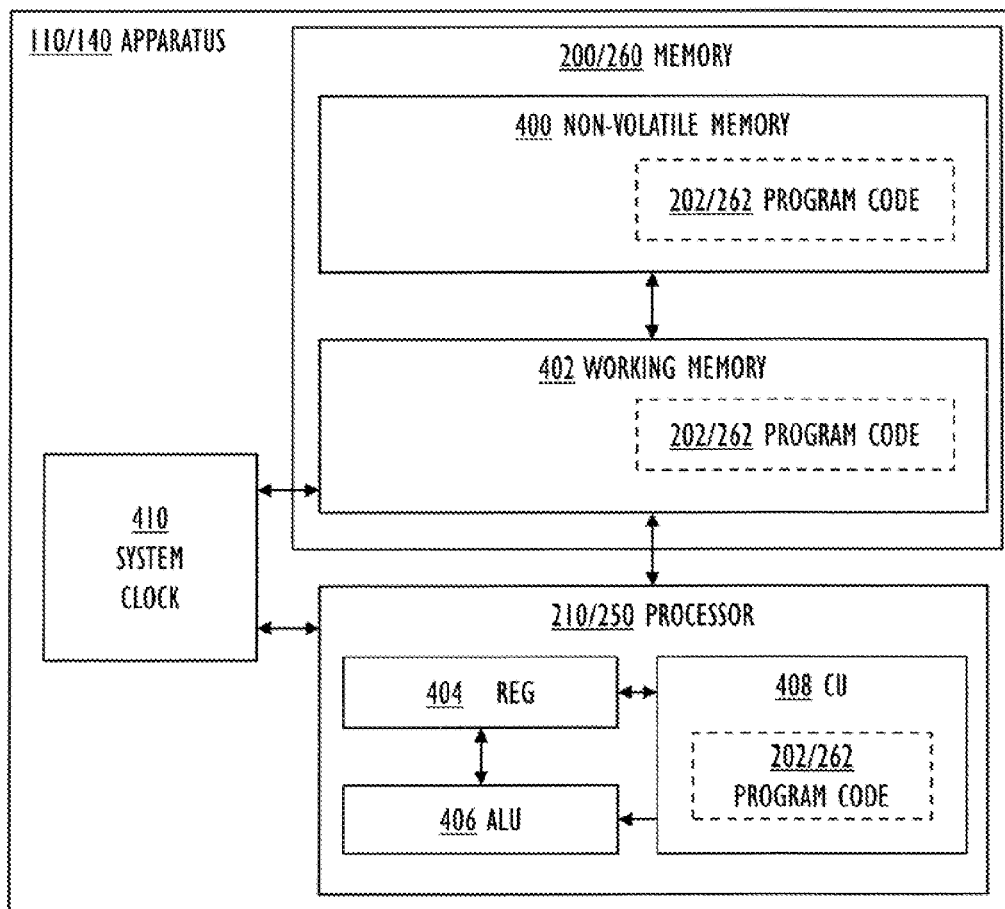 110/140 APPARATUS
200/260 MEMORY
400 NON-VOLATILE MEMORY
202/262 PROGRAM CODE
402 WORKING MEMORY
202/262 PROGRAM CODE
410
SYSTEM
CLOCK
210/250 PROCESSOR
404 REG
408 CU
202/262
PROGRAM CODE
406 ALU